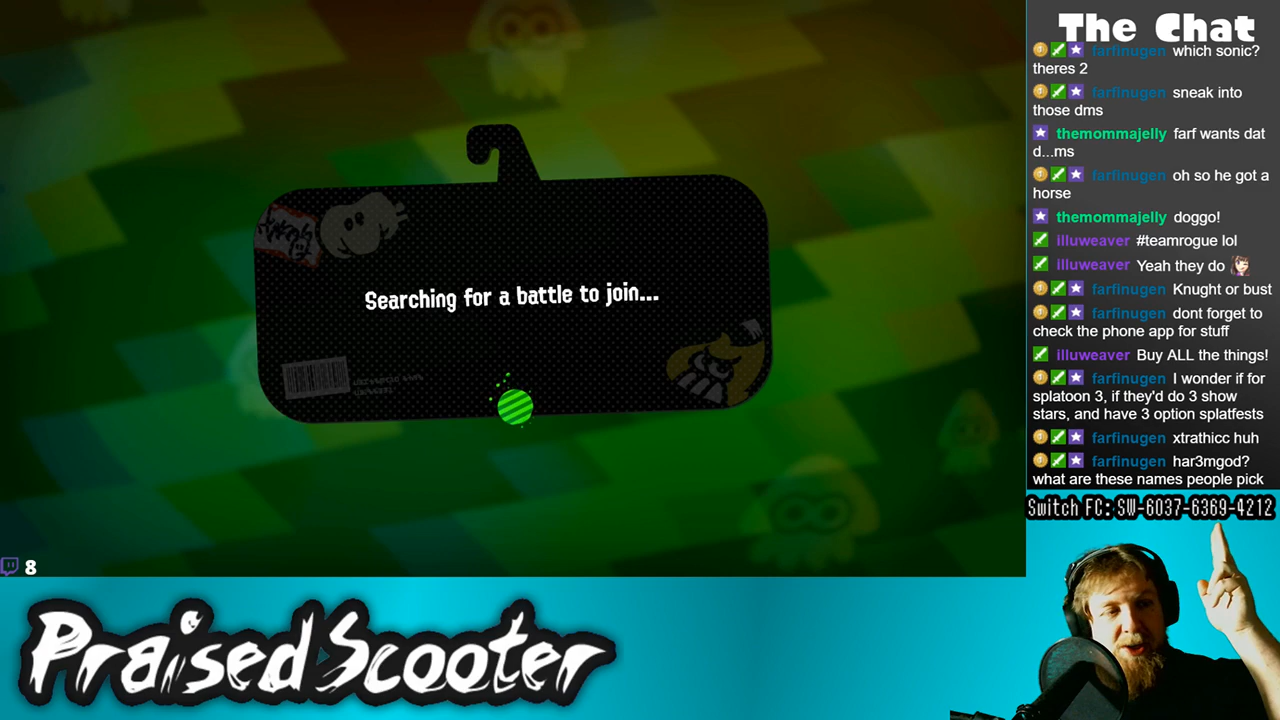 The Chat
farfinugen which sonic?
theres 2
farfinugen sneak into
those dms
themommajelly farf wants dat
d...ms
farfinugen oh so he got a
horse
themommajelly doggo!
illuweaver #teamrogue lol
illuweaver Yeah they do
farfinugen Knught or bust
farfinugen dont forget to
check the phone app for stuff
illuweaver Buy ALL the things!
farfinugen I wonder if for
splatoon 3, if they'd do 3 show
stars, and have 3 option splatfests
farfinugen xtrathicc huh
farfinugen har3mgod?
what are these names people pick
Searching for a battle to join...
Switch FC: SW-6037-6369-4212
8
PraisedScooter